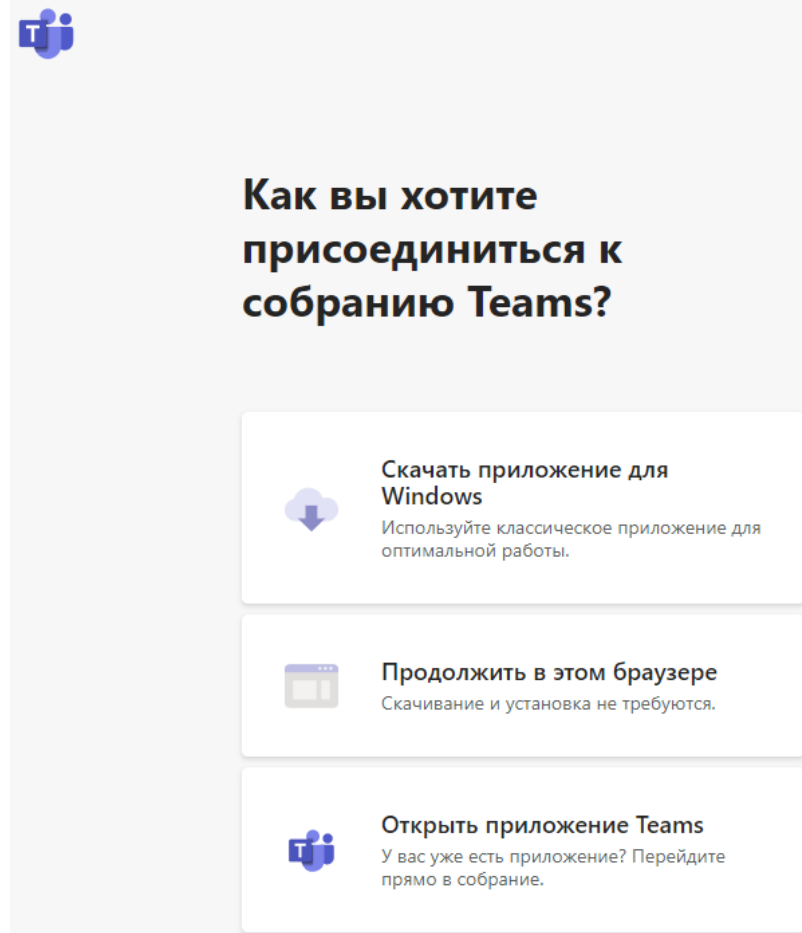 T
Как вы хотите
присоединиться к
собранию Teams?
Скачать приложение для
Windows
Используйте классическое приложение для
оптимальной работы.
Продолжить в этом браузере
Скачивание и установка не требуются.
T
Открыть приложение Teams
У вас уже есть приложение? Перейдите
прямо в собрание.